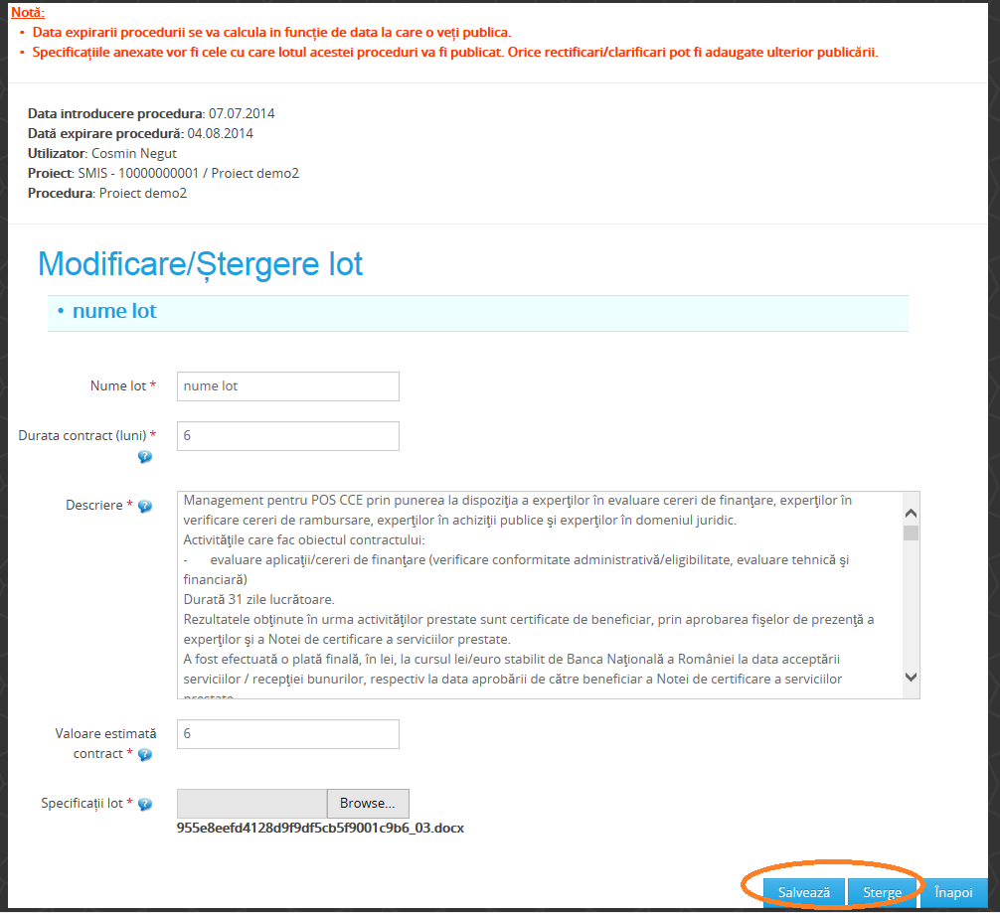 Notă:
• Data expirarii procedurii se va calcula in funcție de data la care o veți publica.
• Specificațiile anexate vor fi cele cu care lotul acestei proceduri va fi publicat. Orice rectificari/clarificari pot fi adaugate ulterior publicării.
Data introducere procedura: 07.07.2014
Dată expirare procedură: 04.08.2014
Utilizator: Cosmin Negut
Proiect: SMIS - 10000000001 / Proiect demo2
Procedura: Proiect demo2
Modificare/Ștergere lot
• nume lot
Nume lot * nume lot
Durata contract (luni) * 6
?
Descriere * ?
Management pentru POS CCE prin punerea la dispoziţia a experţilor în evaluare cereri de finanţare, experţilor în
verificare cereri de rambursare, experţilor în achiziţii publice şi experţilor în domeniul juridic.
Activităţile care fac obiectul contractului:
- evaluare aplicaţii/cereri de finanţare (verificare conformitate administrativă/eligibilitate, evaluare tehnică şi
financiară)
Durată 31 zile lucrătoare.
Rezultatele obţinute în urma activităţilor prestate sunt certificate de beneficiar, prin aprobarea fişelor de prezenţă a
experţilor şi a Notei de certificare a serviciilor prestate.
A fost efectuată o plată finală, în lei, la cursul lei/euro stabilit de Banca Naţională a României la data acceptării
serviciilor / recepţiei bunurilor, respectiv la data aprobării de către beneficiar a Notei de certificare a serviciilor
prestate
Valoare estimată
contract * ? 6
Specificații lot * ? Browse...
955e8eefd4128d9f9df5cb5f9001c9b6_03.docx
Salvează Sterge Înapoi